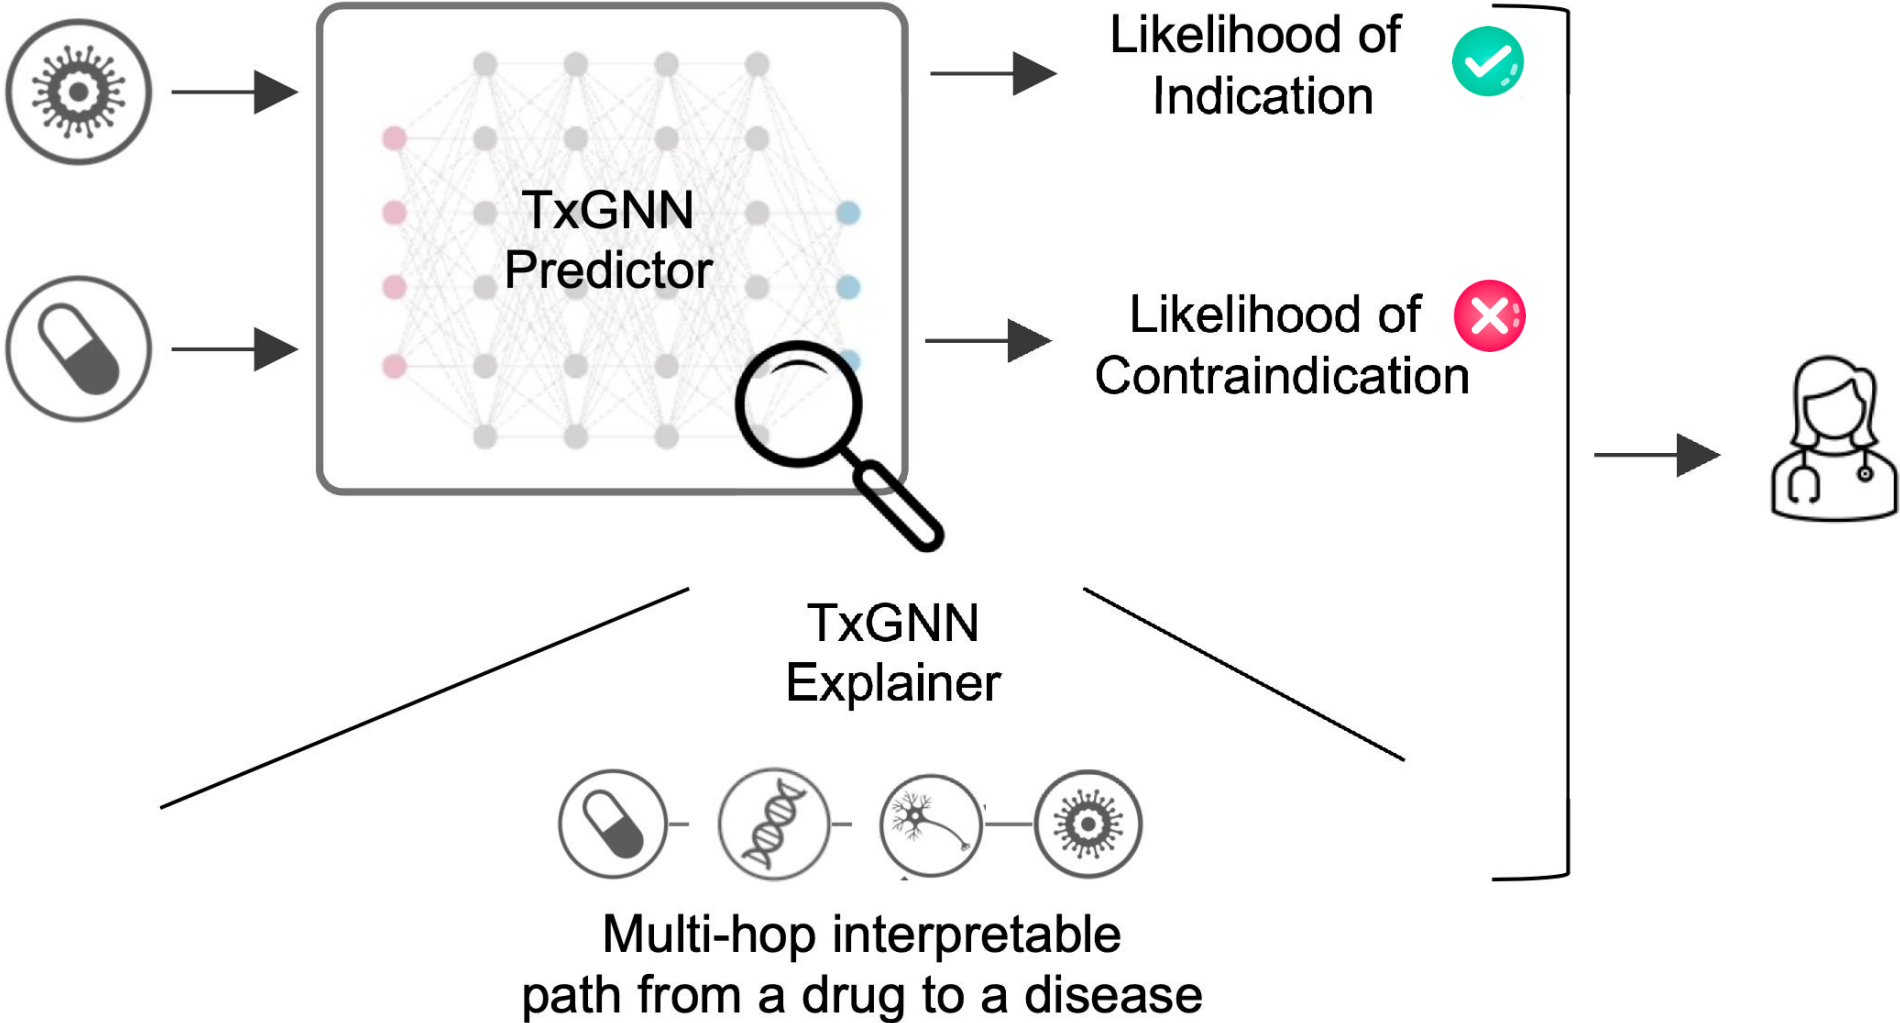 Likelihood of
Indication
TxGNN
Predictor
Likelihood of
Contraindication
TxGNN
Explainer
Multi-hop interpretable
path from a drug to a disease